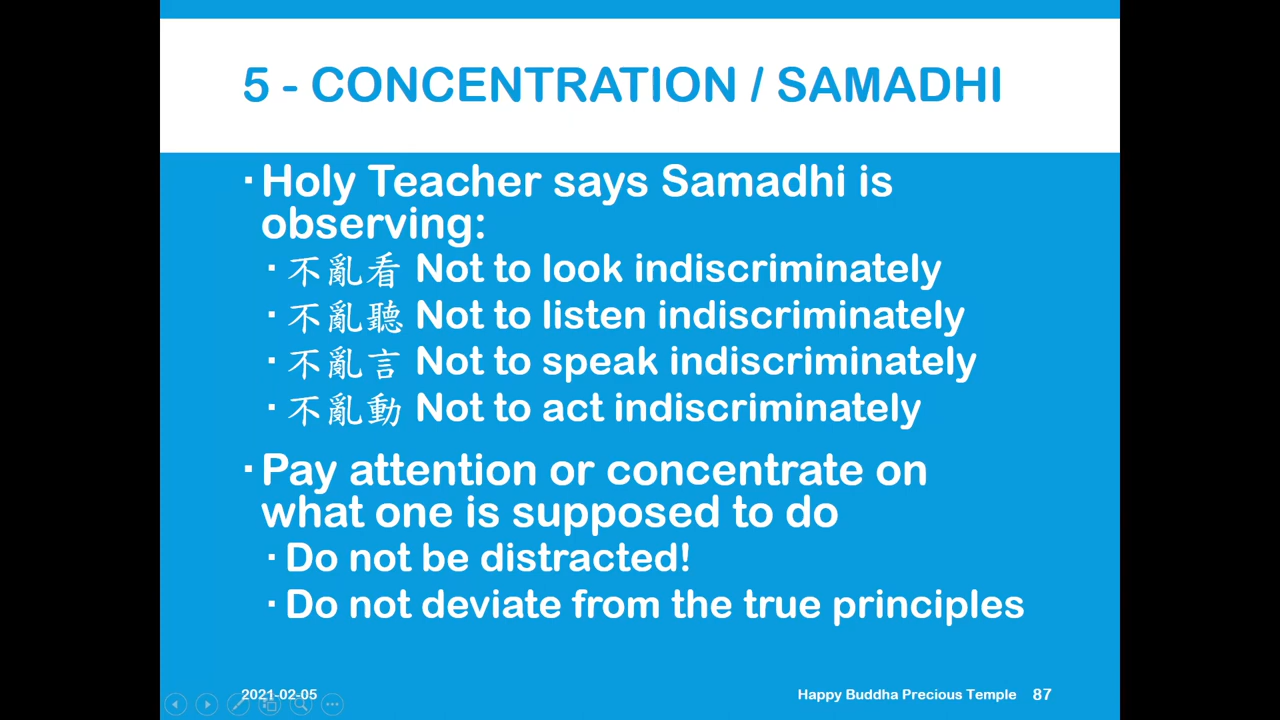 5 - CONCENTRATION / SAMADHI
▪ Holy Teacher says Samadhi is
observing:
▪ 不亂看 Not to look indiscriminately
▪ 不亂聽 Not to listen indiscriminately
▪ 不亂言 Not to speak indiscriminately
▪ 不亂動 Not to act indiscriminately
▪ Pay attention or concentrate on
what one is supposed to do
▪ Do not be distracted!
▪ Do not deviate from the true principles
2021-02-05 Happy Buddha Precious Temple 87